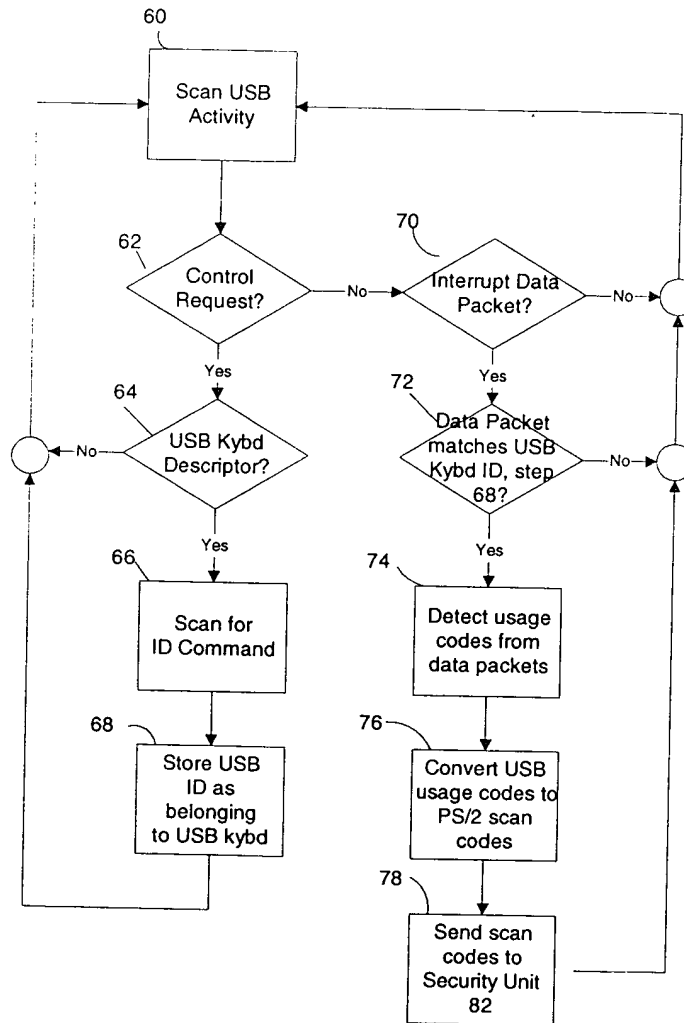 60
Scan USB
Activity
62
Control
Request?
No
70
Interrupt Data
Packet?
No
Yes
Yes
64
USB Kybd
Descriptor?
No
72
Data Packet
matches USB
Kybd ID, step
68?
No
Yes
Yes
66
Scan for
ID Command
74
Detect usage
codes from
data packets
68
Store USB
ID as
belonging
to USB kybd
76
Convert USB
usage codes to
PS/2 scan
codes
78
Send scan
codes to
Security Unit
82